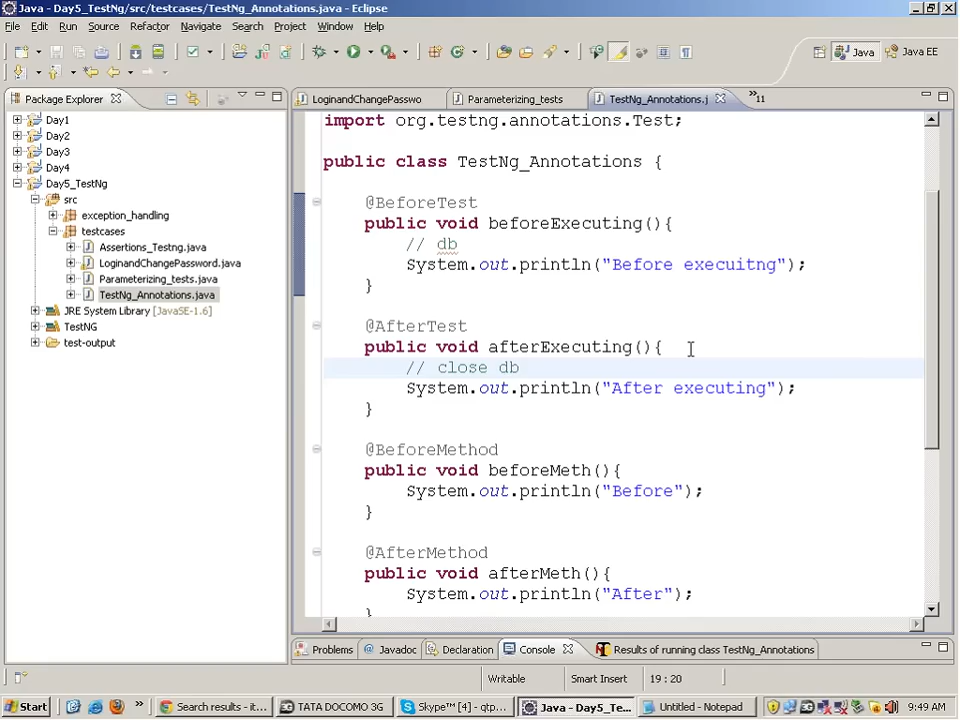 Java - Day5_TestNg/src/testcases/TestNg_Annotations.java - Eclipse
File Edit Run Source Refactor Navigate Search Project Scripts Window Help
Java Java EE
Package Explorer
LoginandChangePasswo Parameterizing_tests TestNg_Annotations.j »11
Day1
Day2
Day3
Day4
Day5_TestNg
src
exception_handling
testcases
Assertions_Testng.java
LoginandChangePassword.java
Parameterizing_tests.java
TestNg_Annotations.java
JRE System Library [JavaSE-1.6]
TestNG
test-output
import org.testng.annotations.Test;
public class TestNg_Annotations {
@BeforeTest
public void beforeExecuting(){
// db
System.out.println("Before execuitng");
}
@AfterTest
public void afterExecuting(){
// close db
System.out.println("After executing");
}
@BeforeMethod
public void beforeMeth(){
System.out.println("Before");
}
@AfterMethod
public void afterMeth(){
System.out.println("After");
}
Problems Javadoc Declaration Console Results of running class TestNg_Annotations
Writable Smart Insert 19 : 20
Start Search results - it... TATA DOCOMO 3G Skype™ [4] - qtp... Java - Day5_Te... Untitled - Notepad 9:49 AM